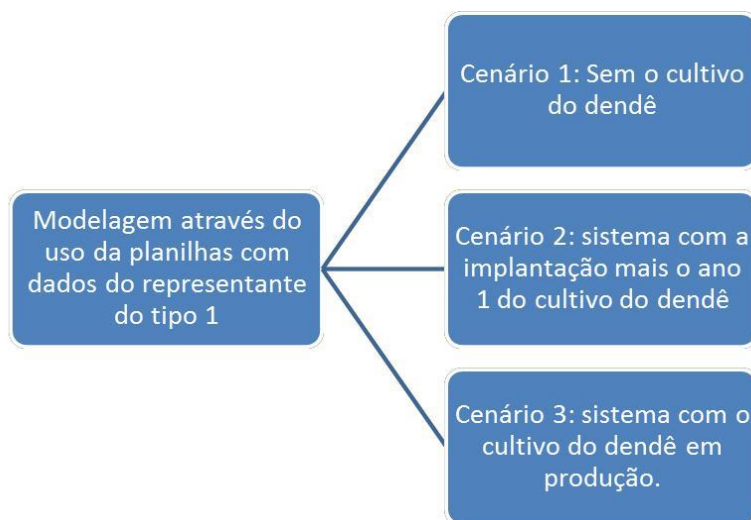 Modelagem através do
uso da planilhas com
dados do representante
do tipo 1
Cenário 1: Sem o cultivo
do dendê
Cenário 2: sistema com a
implantação mais o ano
1 do cultivo do dendê
Cenário 3: sistema com o
cultivo do dendê em
produção.